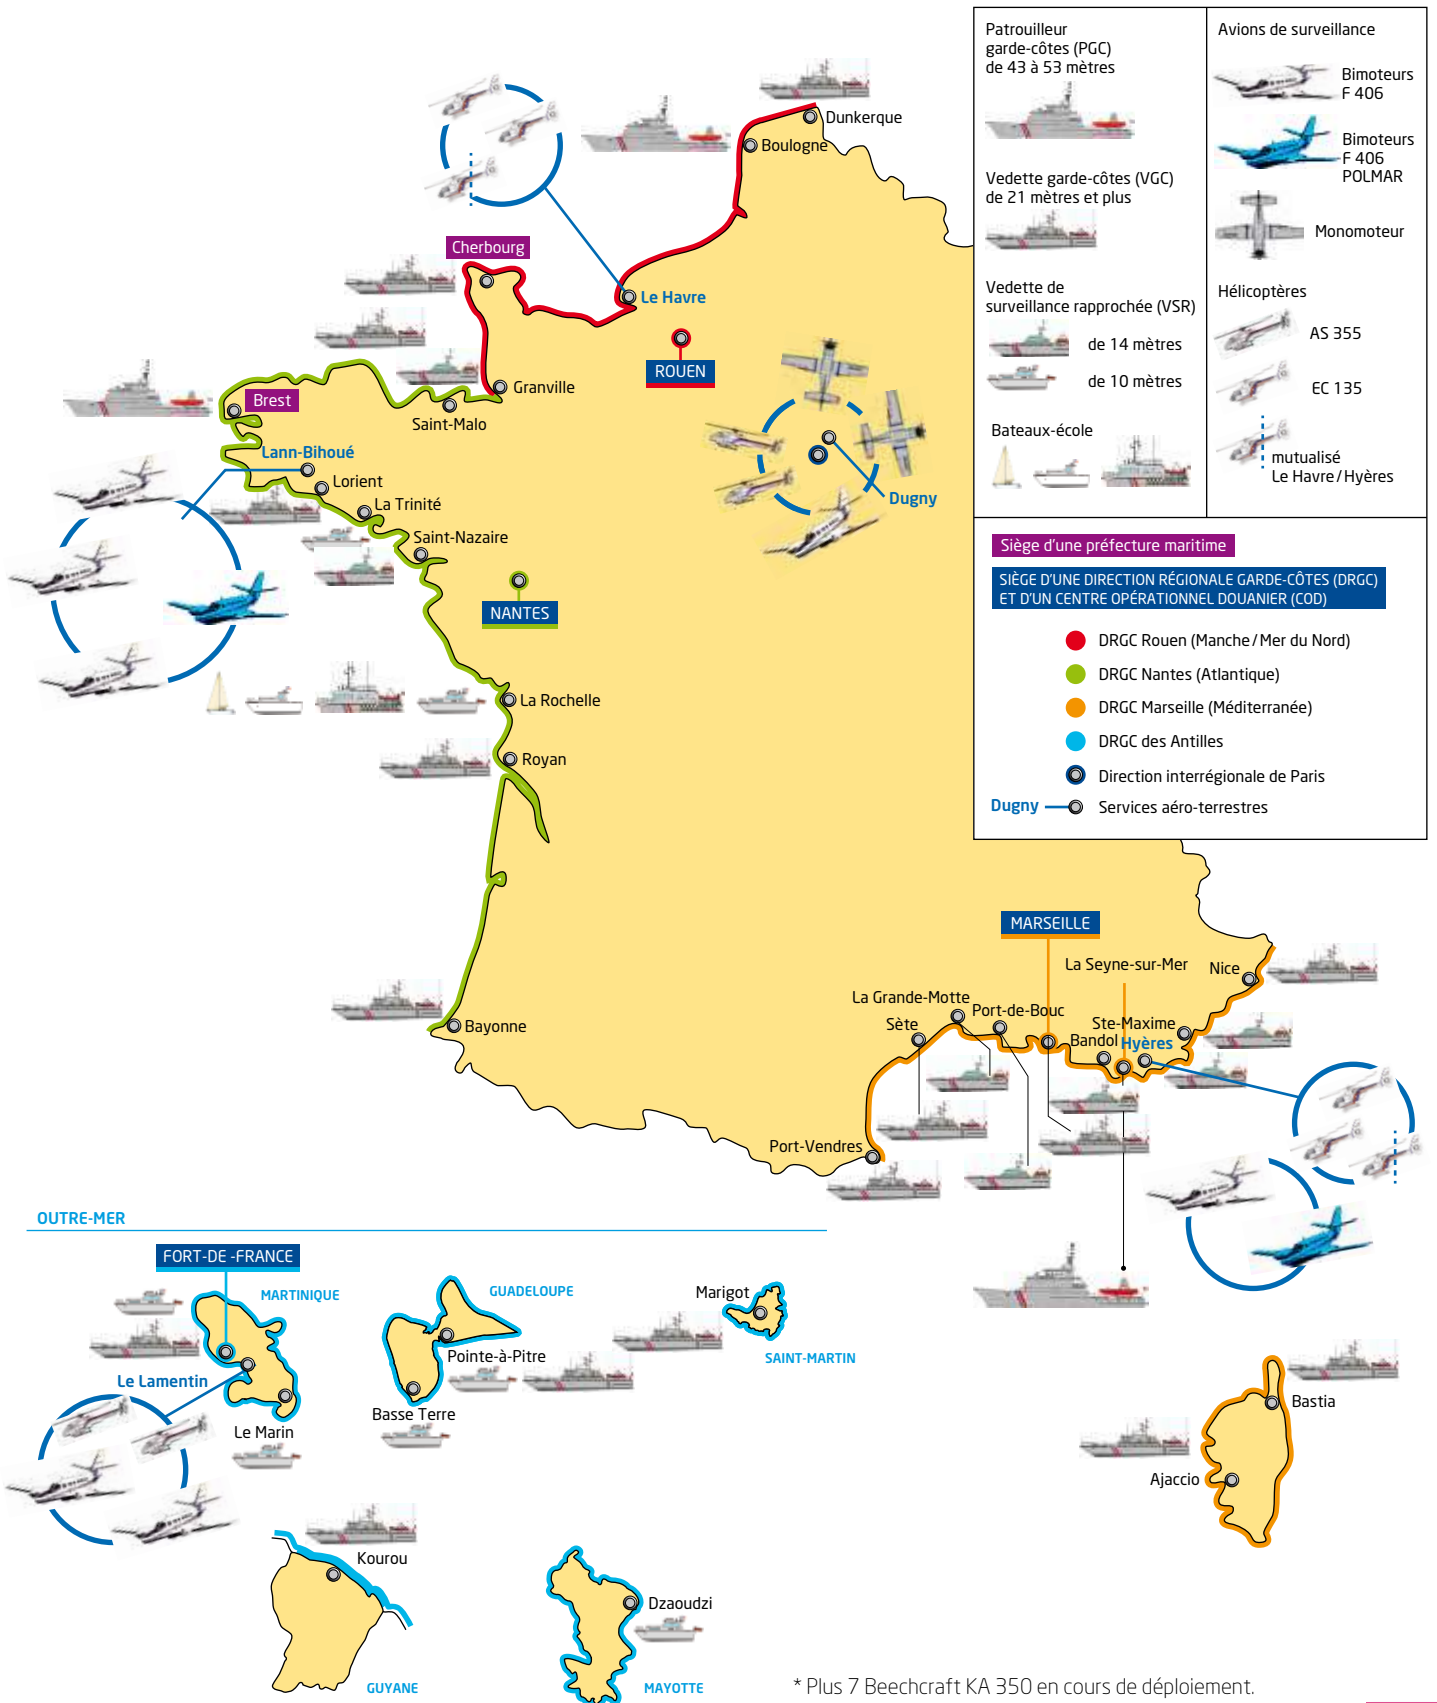 Patrouilleur
garde-côtes (PGC)
de 43 à 53 mètres
Vedette garde-côtes (VGC)
de 21 mètres et plus
Vedette de
surveillance rapprochée (VSR)
de 14 mètres
de 10 mètres
Bateaux-école
Avions de surveillance
Bimoteurs
F 406
Bimoteurs
F 406
POLMAR
Monomoteur
Hélicoptères
AS 355
EC 135
mutualisé
Le Havre/Hyères
Siège d'une préfecture maritime
SIÈGE D'UNE DIRECTION RÉGIONALE GARDE-CÔTES (DRGC)
ET D'UN CENTRE OPÉRATIONNEL DOUANIER (COD)
DRGC Rouen (Manche/Mer du Nord)
DRGC Nantes (Atlantique)
DRGC Marseille (Méditerranée)
DRGC des Antilles
Direction interrégionale de Paris
Dugny
Services aéro-terrestres
Dunkerque
Boulogne
Cherbourg
Le Havre
ROUEN
Granville
Brest
Saint-Malo
Lann-Bihoué
Lorient
La Trinité
Dugny
Saint-Nazaire
NANTES
La Rochelle
Royan
MARSEILLE
La Seyne-sur-Mer
Nice
La Grande-Motte
Port-de-Bouc
Sète
Ste-Maxime
Bayonne
Bandol
Hyères
Port-Vendres
OUTRE-MER
FORT-DE -FRANCE
MARTINIQUE
GUADELOUPE
Marigot
Pointe-à-Pitre
SAINT-MARTIN
Le Lamentin
Basse Terre
Le Marin
Bastia
Ajaccio
Kourou
Dzaoudzi
GUYANE
MAYOTTE
* Plus 7 Beechcraft KA 350 en cours de déploiement.